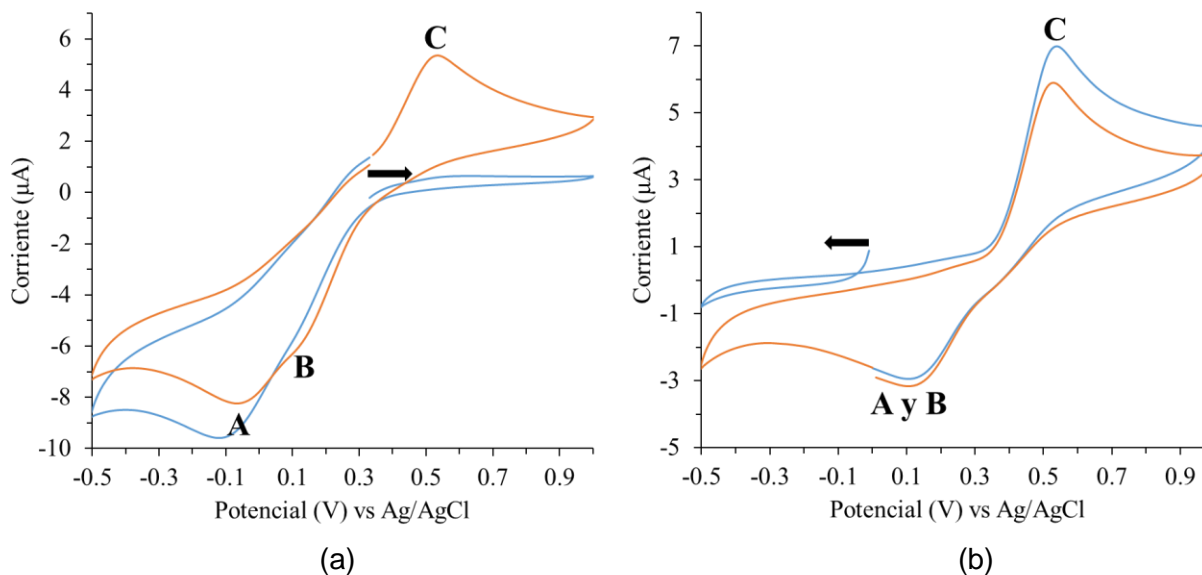 6
4
2
0
-2
-4
-6
-8
-10
Corriente (µA)
C
B
A
-0.5 -0.3 -0.1 0.1 0.3 0.5 0.7 0.9
Potencial (V) vs Ag/AgCl
(a)
7
5
3
1
-1
-3
-5
Corriente (µA)
C
A y B
-0.5 -0.3 -0.1 0.1 0.3 0.5 0.7 0.9
Potencial (V) vs Ag/AgCl
(b)